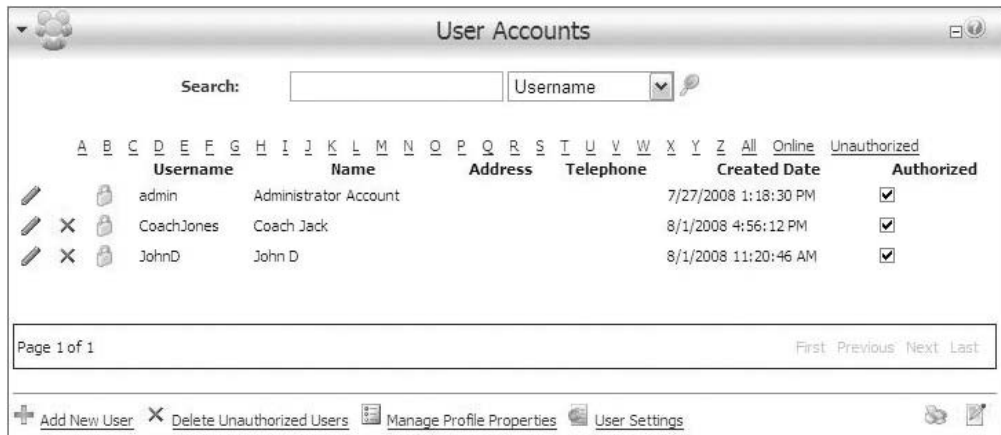 User Accounts
Search: Username
A B C D E F G H I J K L M N O P Q R S T U V W X Y Z All Online Unauthorized
Username Name Address Telephone Created Date Authorized
admin Administrator Account 7/27/2008 1:18:30 PM
CoachJones Coach Jack 8/1/2008 4:56:12 PM
JohnD John D 8/1/2008 11:20:46 AM
Page 1 of 1 First Previous Next Last
Add New User Delete Unauthorized Users Manage Profile Properties User Settings